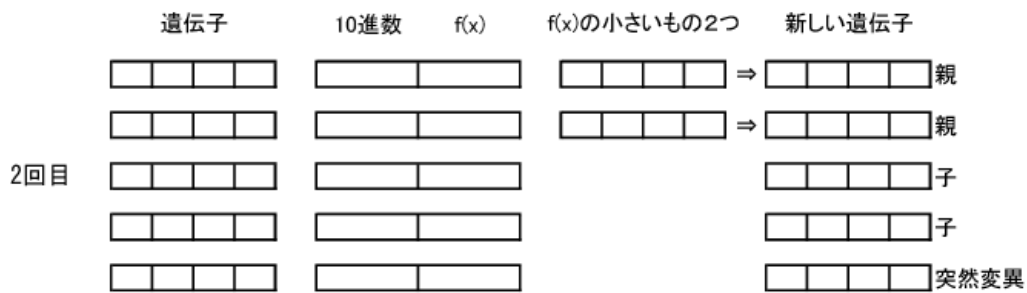 遺伝子 10進数 f(x) f(x)の小さいもの2つ 新しい遺伝子
⇒ 親
⇒ 親
2回目 子
子
突然変異